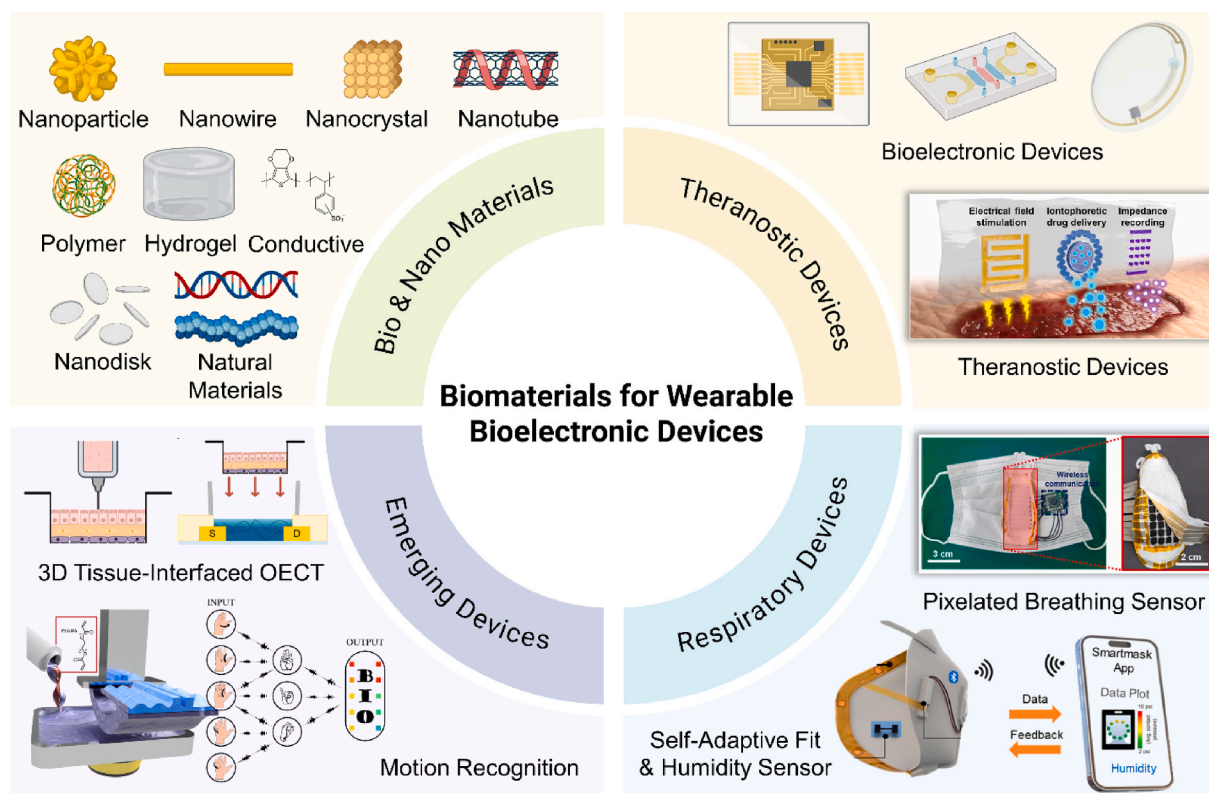 Nanoparticle
Nanowire
Nanocrystal
Nanotube
Polymer
Hydrogel
Conductive
Nanodisk
Natural
Materials
Bio & Nano Materials
Theranostic Devices
Bioelectronic Devices
Electrical field
stimulation
Iontophoretic
drug delivery
Impedance
recording
Theranostic Devices
Biomaterials for Wearable
Bioelectronic Devices
Emerging Devices
Respiratory Devices
S
D
3D Tissue-Interfaced OECT
INPUT
OUTPUT
B
I
O
Motion Recognition
Wireless
communication
3 cm
2 cm
Pixelated Breathing Sensor
Self-Adaptive Fit
& Humidity Sensor
Data
Feedback
Smartmask
App
Data Plot
Humidity